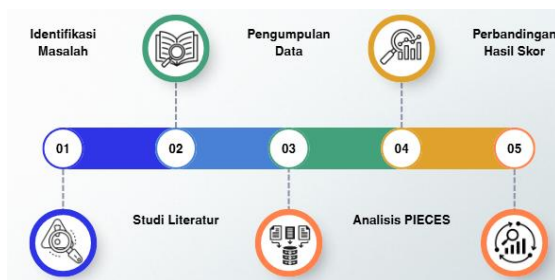 Identifikasi
Masalah
Pengumpulan
Data
Perbandingan
Hasil Skor
01
02
03
04
05
Studi Literatur
Analisis PIECES